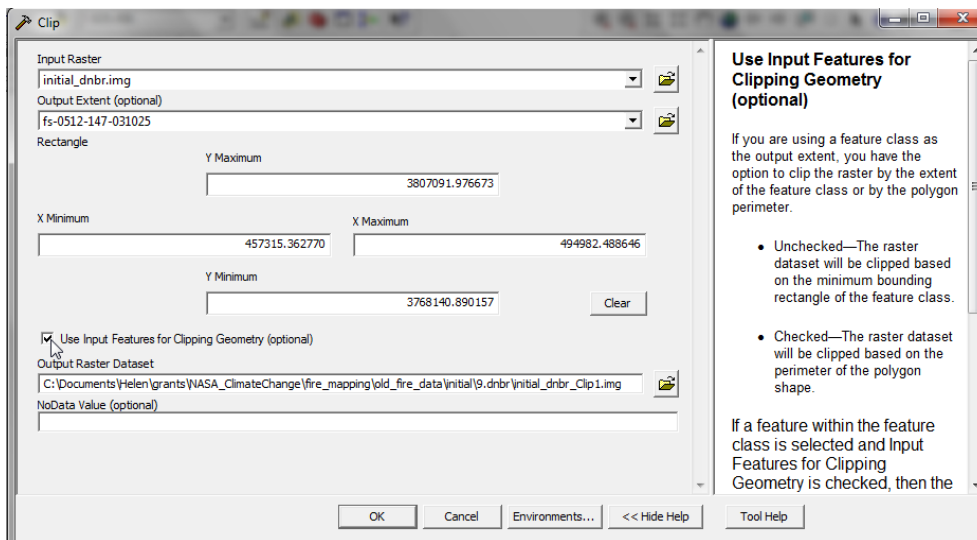 Clip
Input Raster
initial_dnbr.img
Output Extent (optional)
fs-0512-147-031025
Rectangle
Y Maximum
3807091.976673
X Minimum
X Maximum
457315.362770
494982.488646
Y Minimum
3768140.890157
Clear
Use Input Features for Clipping Geometry (optional)
Output Raster Dataset
C:\Documents\Helen\grants\NASA_ClimateChange\fire_mapping\old_fire_data\initial\9.dnbr\initial_dnbr_Clip1.img
NoData Value (optional)
OK
Cancel
Environments...
<< Hide Help
Tool Help
Use Input Features for
Clipping Geometry
(optional)
If you are using a feature class as
the output extent, you have the
option to clip the raster by the extent
of the feature class or by the polygon
perimeter.
Unchecked—The raster
dataset will be clipped based
on the minimum bounding
rectangle of the feature class.
Checked—The raster dataset
will be clipped based on the
perimeter of the polygon
shape.
If a feature within the feature
class is selected and Input
Features for Clipping
Geometry is checked, then the